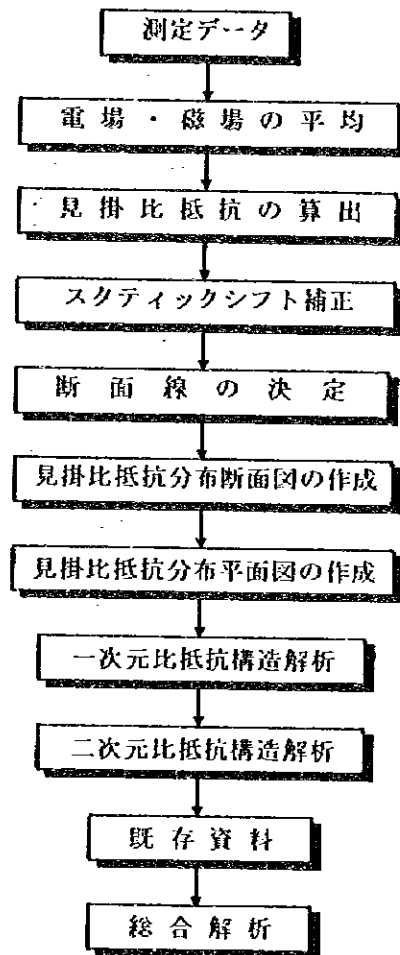 測定データ
電場・磁場の平均
見掛比抵抗の算出
スタティックシフト補正
断面線の決定
見掛比抵抗分布断面図の作成
見掛比抵抗分布平面図の作成
一次元比抵抗構造解析
二次元比抵抗構造解析
既存資料
総合解析